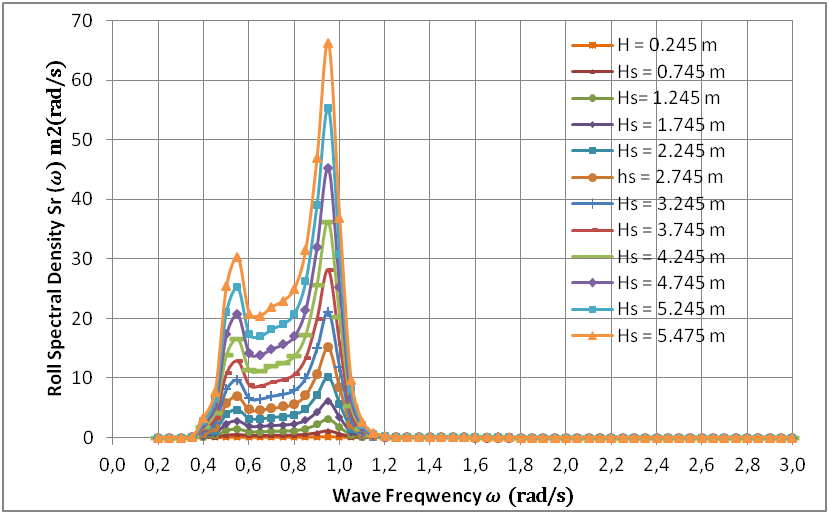 70
60
50
40
30
20
10
0
Roll Spectral Density Sr (ω) m2(rad/s)
H = 0.245 m
Hs = 0.745 m
Hs= 1.245 m
Hs = 1.745 m
Hs = 2.245 m
hs = 2.745 m
Hs = 3.245 m
Hs = 3.745 m
Hs = 4.245 m
Hs = 4.745 m
Hs = 5.245 m
Hs = 5.475 m
0,0 0,2 0,4 0,6 0,8 1,0 1,2 1,4 1,6 1,8 2,0 2,2 2,4 2,6 2,8 3,0
Wave Freqwency ω (rad/s)